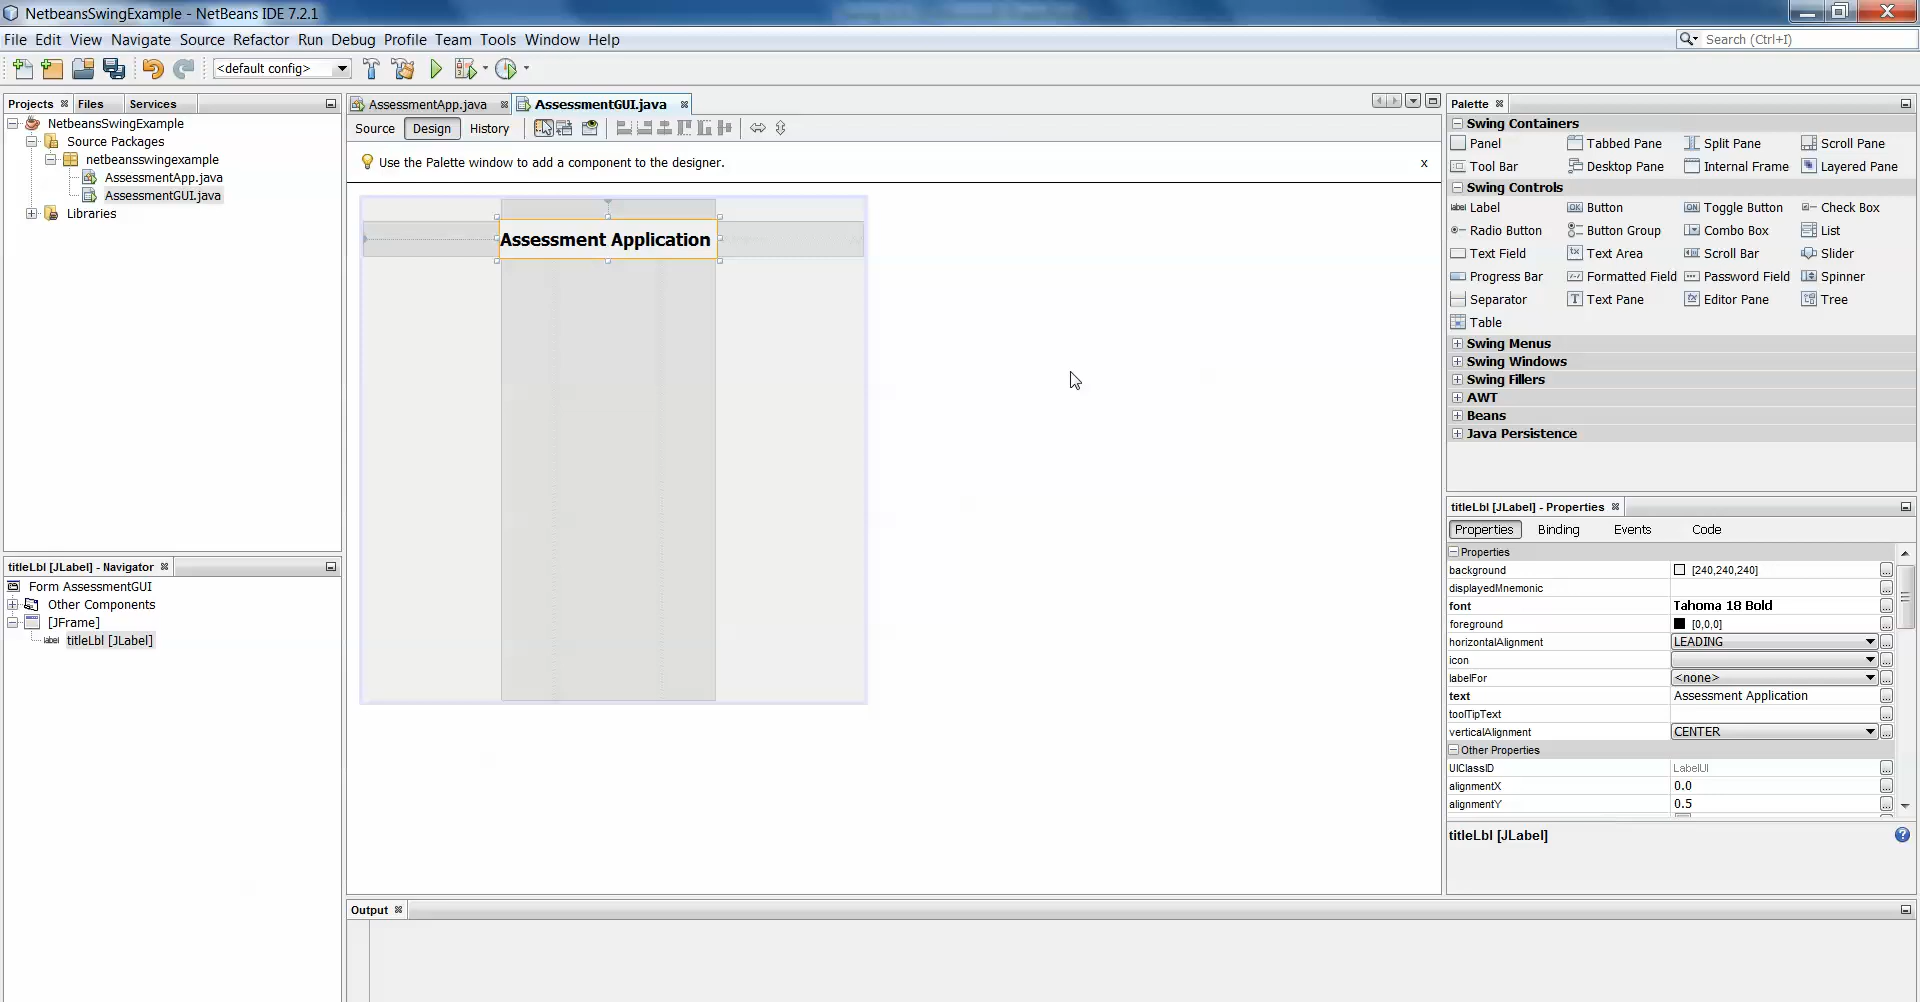 NetbeansSwingExample - NetBeans IDE 7.2.1
File Edit View Navigate Source Refactor Run Debug Profile Team Tools Window Help
Search (Ctrl+I)
<default config>
Projects Files Services
NetbeansSwingExample
Source Packages
netbeansswingexample
AssessmentApp.java
AssessmentGUI.java
Libraries
titleLbl [JLabel] - Navigator
Form AssessmentGUI
Other Components
[JFrame]
label titleLbl [JLabel]
AssessmentApp.java AssessmentGUI.java
Source Design History
Use the Palette window to add a component to the designer. x
Assessment Application
Output
Palette
Swing Containers
Panel Tabbed Pane Split Pane Scroll Pane
Tool Bar Desktop Pane Internal Frame Layered Pane
Swing Controls
label Label OK Button ON Toggle Button Check Box
Radio Button Button Group Combo Box List
Text Field Text Area Scroll Bar Slider
Progress Bar Formatted Field Password Field Spinner
Separator T Text Pane Editor Pane Tree
Table
Swing Menus
Swing Windows
Swing Fillers
AWT
Beans
Java Persistence
titleLbl [JLabel] - Properties
Properties Binding Events Code
Properties
background [240,240,240] ...
displayedMnemonic ...
font Tahoma 18 Bold ...
foreground [0,0,0] ...
horizontalAlignment LEADING ...
icon ...
labelFor <none> ...
text Assessment Application ...
toolTipText ...
verticalAlignment CENTER ...
Other Properties
UIClassID LabelUI ...
alignmentX 0.0 ...
alignmentY 0.5 ...
titleLbl [JLabel] ?